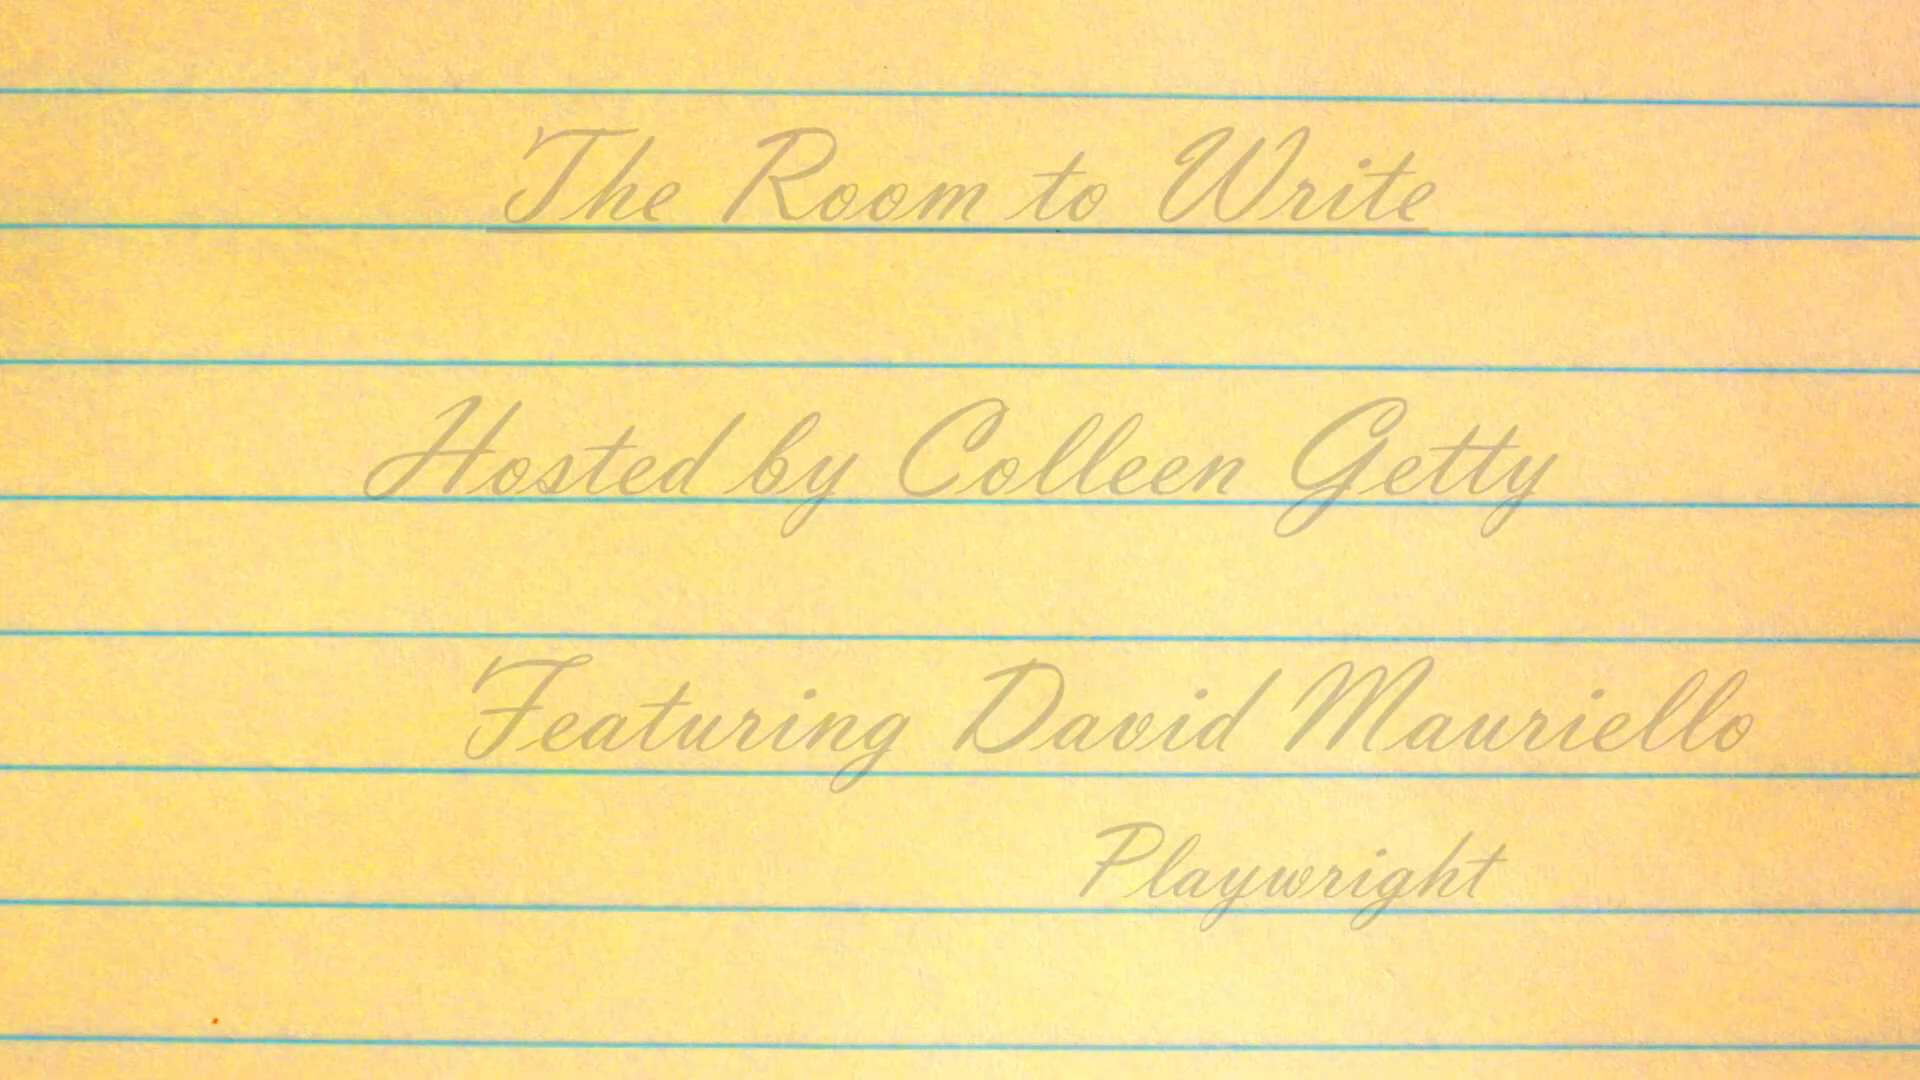 The Room to Write
Hosted by Colleen Getty
Featuring David Mauriello
Playwright